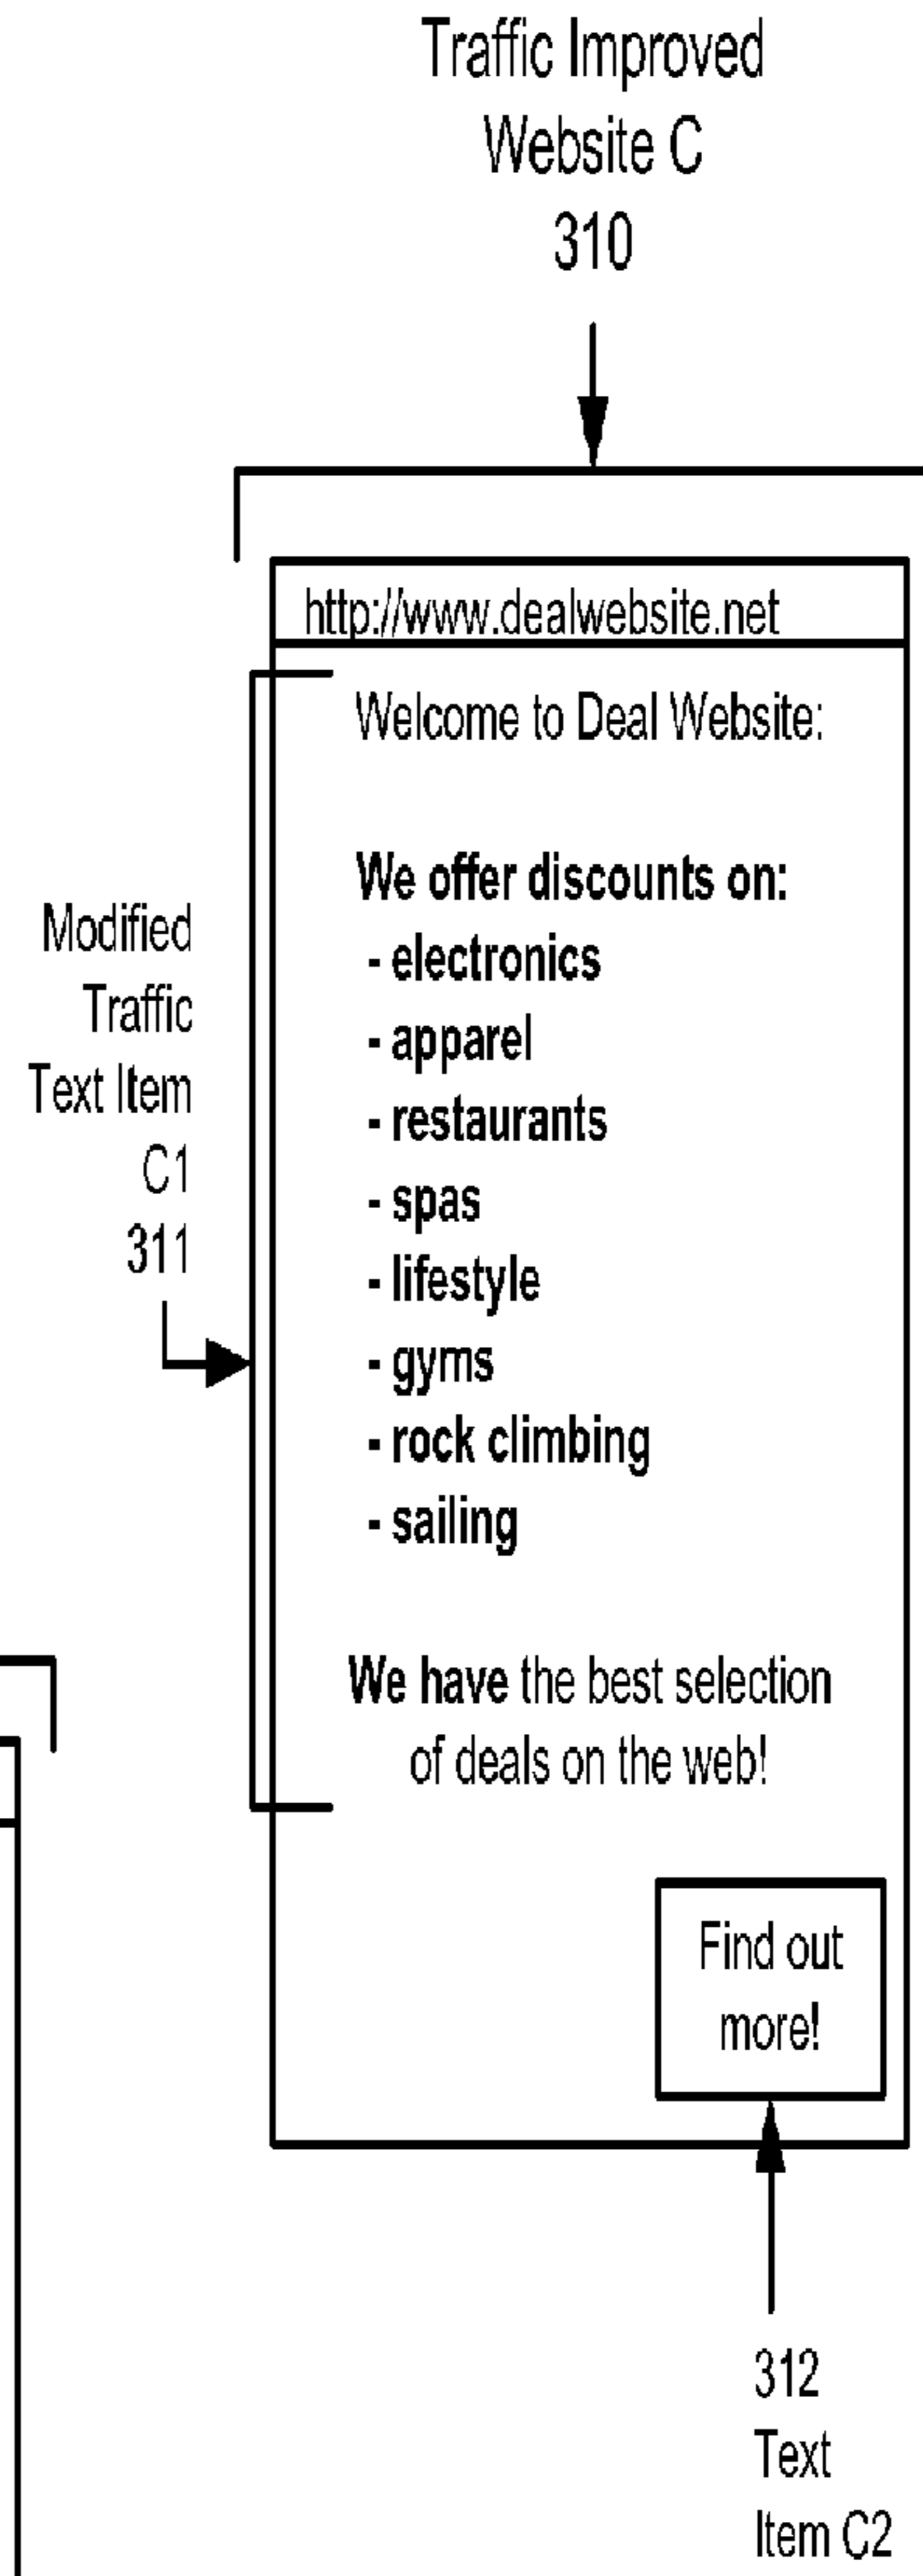 Traffic Improved
Website C
310
http://www.dealwebsite.net
Welcome to Deal Website:
We offer discounts on:
- electronics
- apparel
- restaurants
- spas
- lifestyle
- gyms
- rock climbing
- sailing
We have the best selection
of deals on the web!
Modified
Traffic
Text Item
C1
311
Find out
more!
312
Text
Item C2